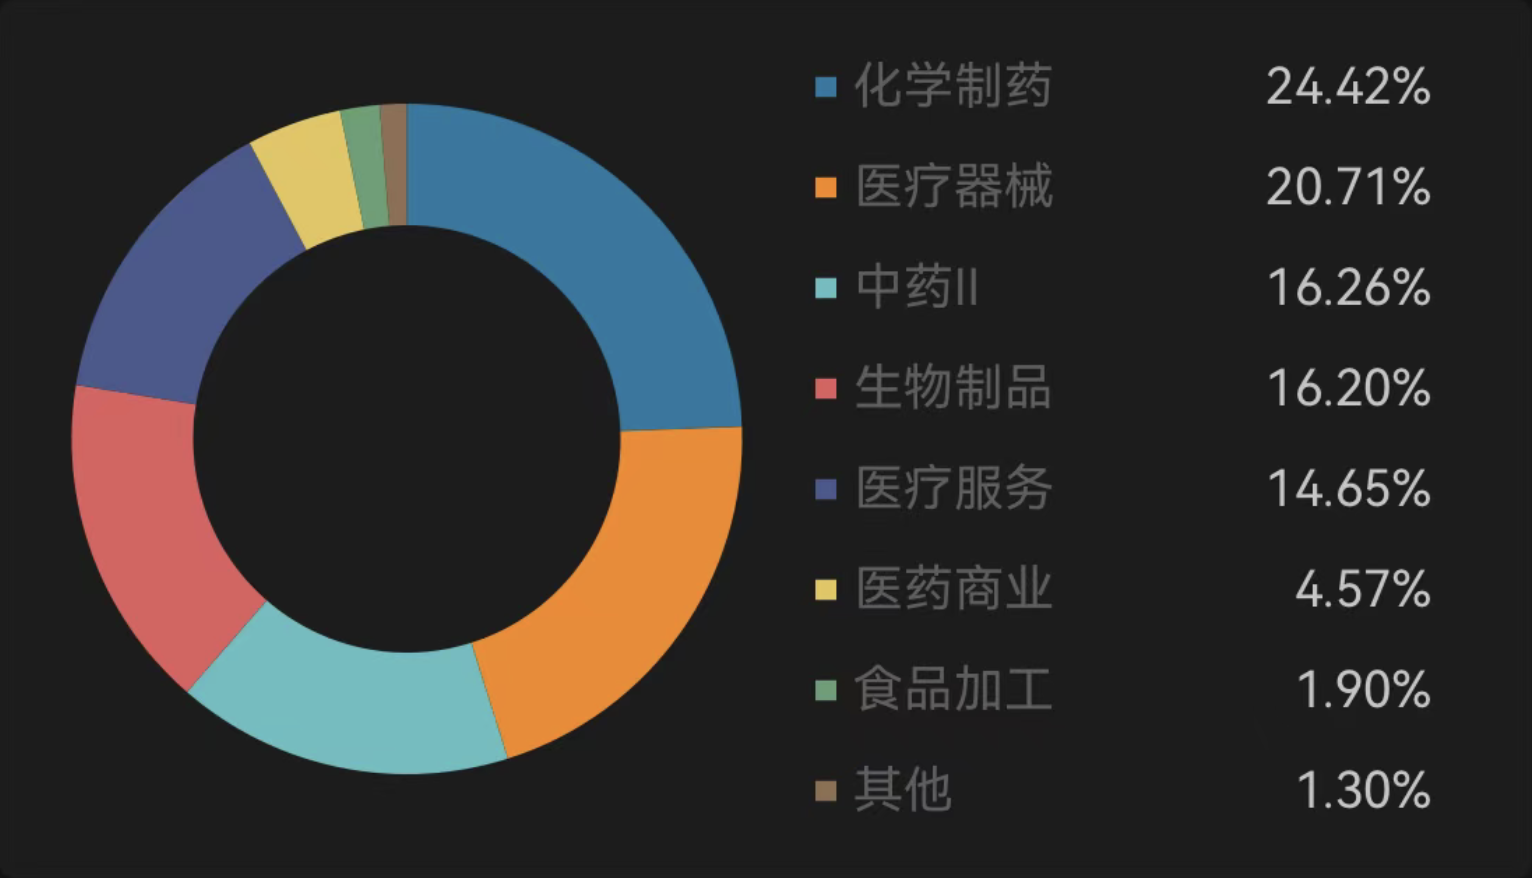 化学制药 24.42%
医疗器械 20.71%
中药II 16.26%
生物制品 16.20%
医疗服务 14.65%
医药商业 4.57%
食品加工 1.90%
其他 1.30%